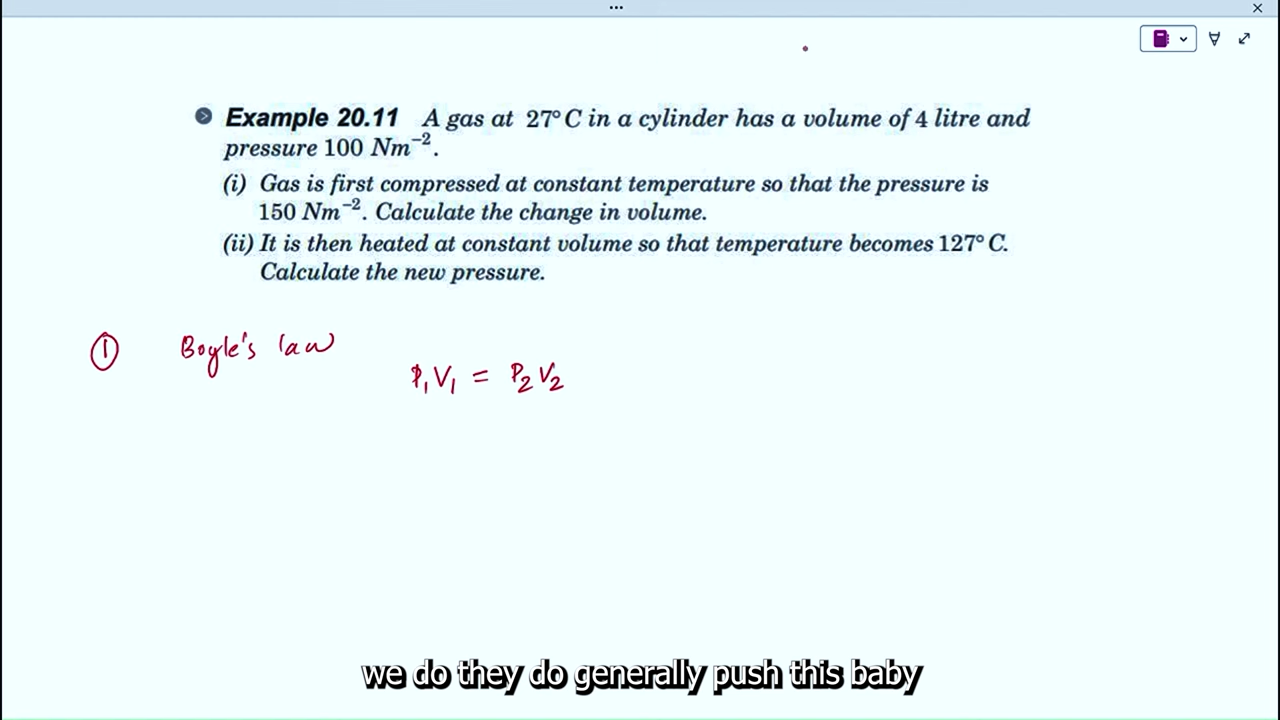 Example 20.11 A gas at 27°C in a cylinder has a volume of 4 litre and
pressure 100 Nm⁻².
(i) Gas is first compressed at constant temperature so that the pressure is
150 Nm⁻². Calculate the change in volume.
(ii) It is then heated at constant volume so that temperature becomes 127°C.
Calculate the new pressure.
① Boyle's law
P₁V₁ = P₂V₂
we do they do generally push this baby